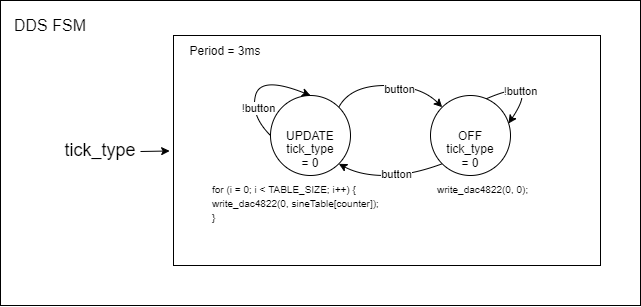 DDS FSM
Period = 3ms
button
!button
!button
UPDATE
tick_type
= 0
OFF
tick_type
= 0
tick_type
button
for (i = 0; i < TABLE_SIZE; i++) {
write_dac4822(0, sineTable[counter]);
}
write_dac4822(0, 0);